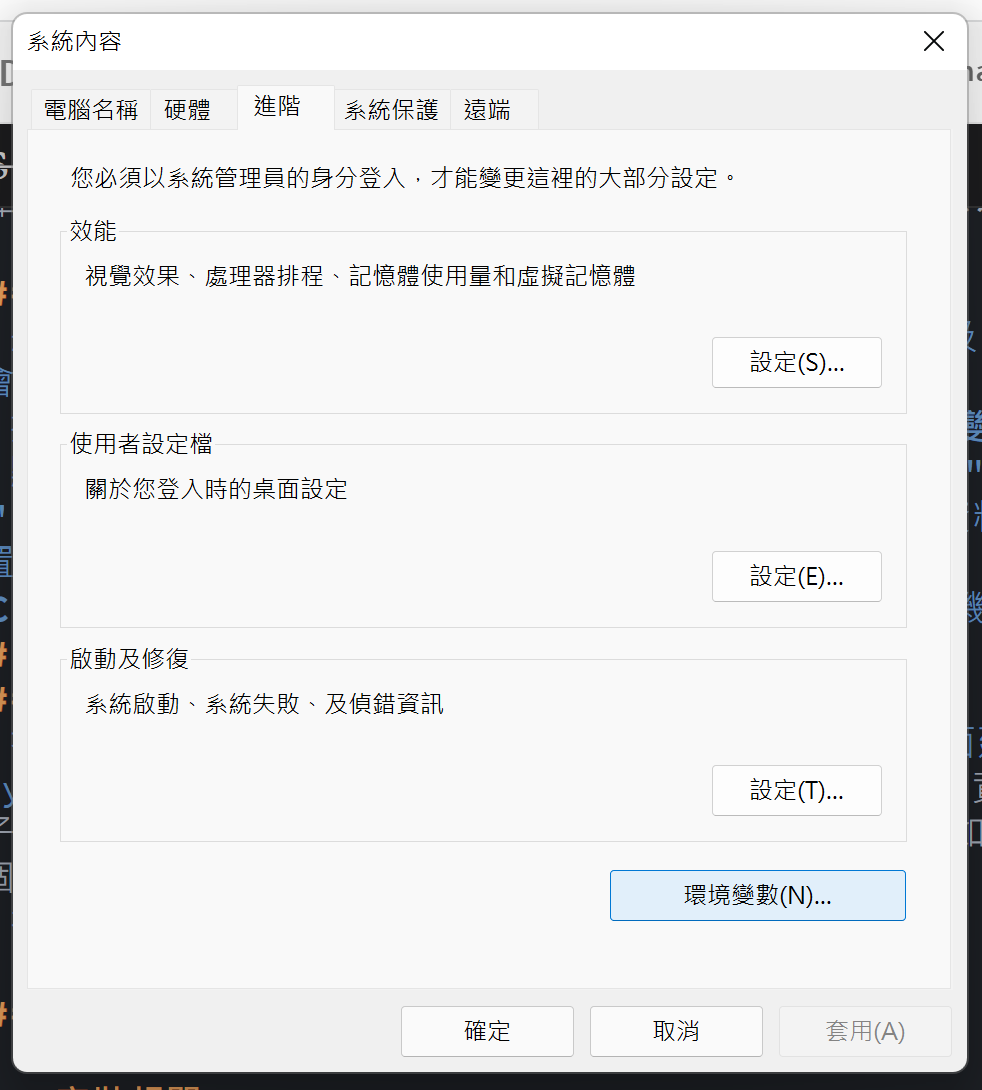 系統內容
電腦名稱 硬體 進階 系統保護 遠端
您必須以系統管理員的身分登入，才能變更這裡的大部分設定。
效能
視覺效果、處理器排程、記憶體使用量和虛擬記憶體
設定(S)...
使用者設定檔
關於您登入時的桌面設定
設定(E)...
啟動及修復
系統啟動、系統失敗、及偵錯資訊
設定(T)...
環境變數(N)...
確定 取消 套用(A)